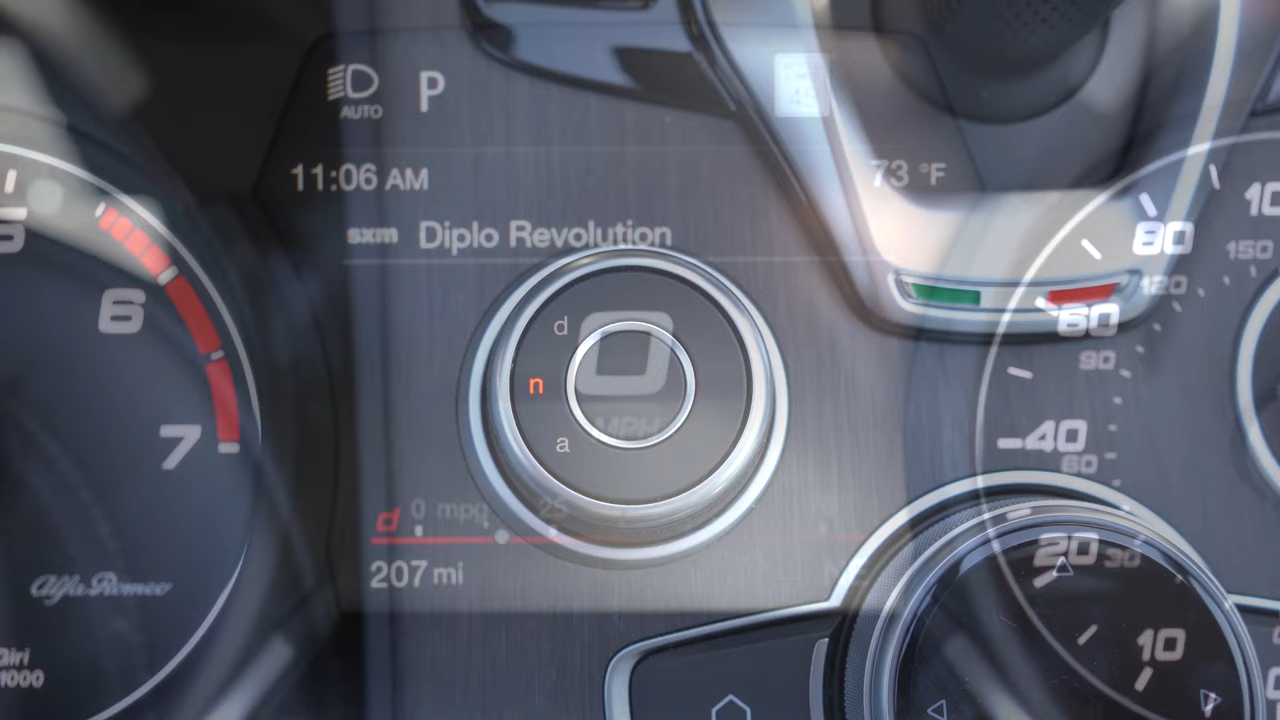 AUTO
P
11:06 AM
73 °F
sxm Diplo Revolution
6
7
Alfa Romeo
1000
d
n
a
0
MPH
d 0 mpg 25
207 mi
10
80
150
120
60
90
40
60
20
30
10